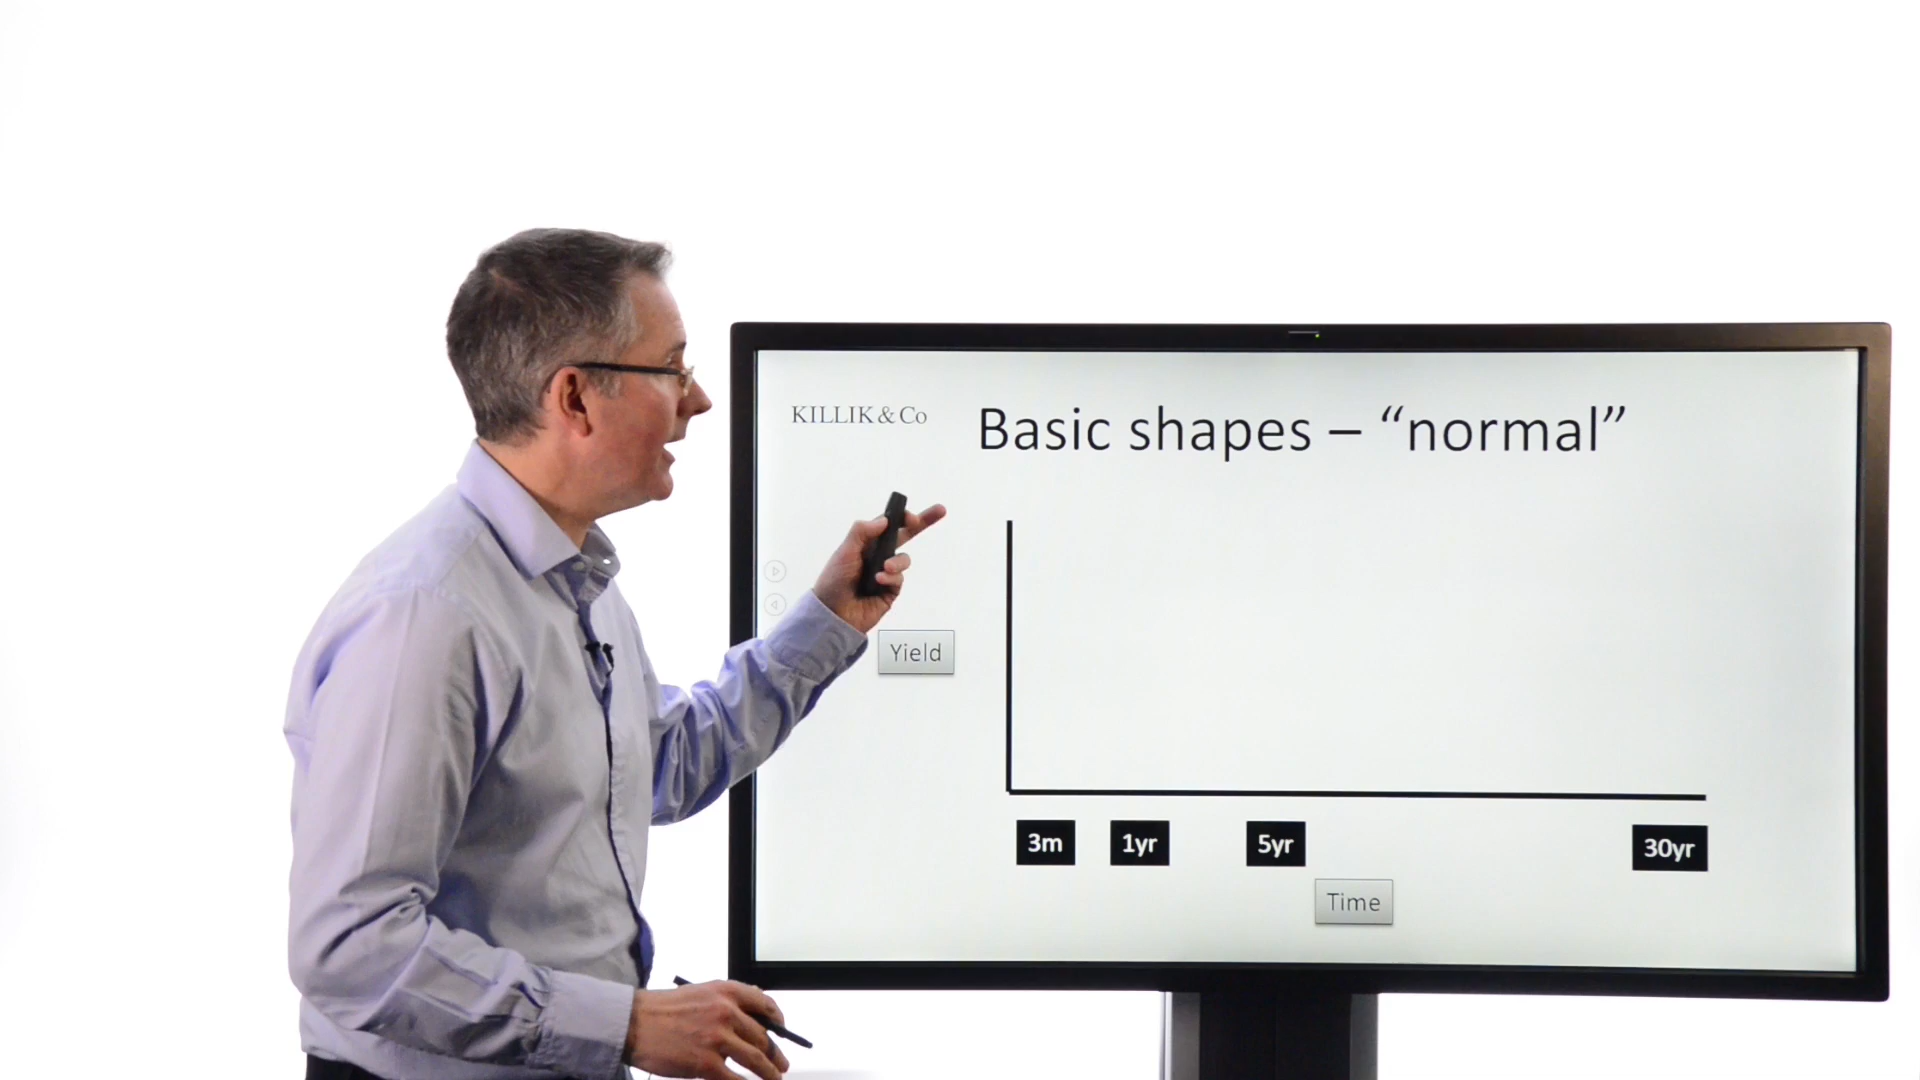 KILLIK & Co
Basic shapes – “normal”
Yield
3m 1yr 5yr 30yr
Time